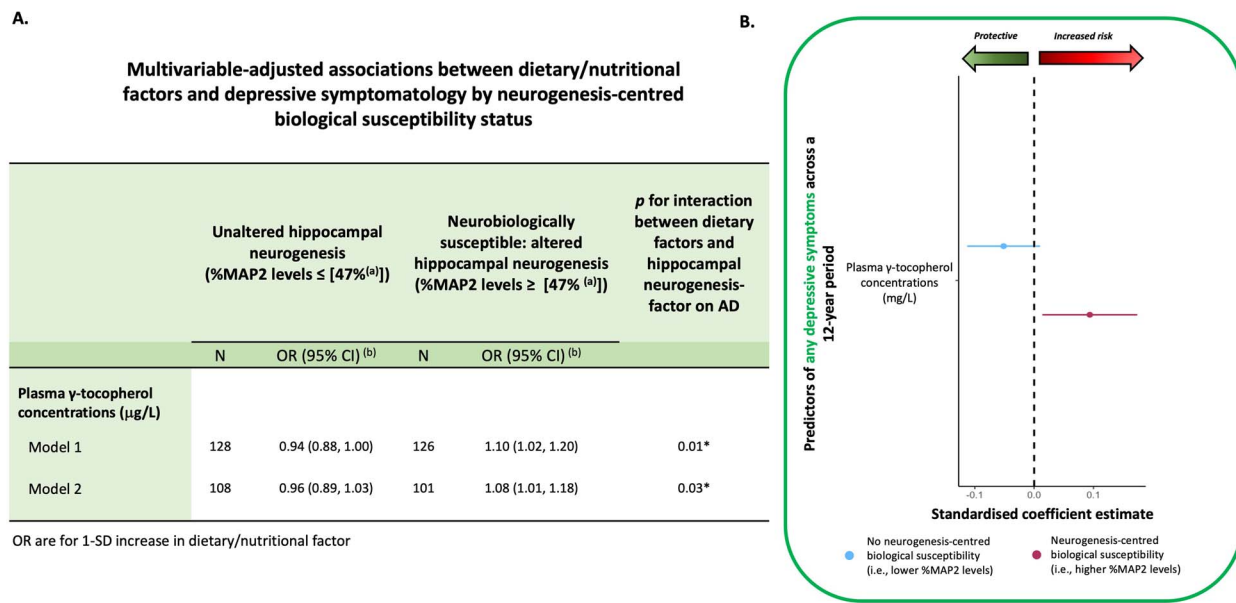 A.
Multivariable-adjusted associations between dietary/nutritional
factors and depressive symptomatology by neurogenesis-centred
biological susceptibility status
Unaltered hippocampal
neurogenesis
(%MAP2 levels ≤ [47%(a)])
Neurobiologically
susceptible: altered
hippocampal neurogenesis
(%MAP2 levels ≥ [47% (a)])
p for interaction
between dietary
factors and
hippocampal
neurogenesis-
factor on AD
N OR (95% CI) (b) N OR (95% CI) (b)
Plasma γ-tocopherol
concentrations (μg/L)
Model 1 128 0.94 (0.88, 1.00) 126 1.10 (1.02, 1.20) 0.01*
Model 2 108 0.96 (0.89, 1.03) 101 1.08 (1.01, 1.18) 0.03*
OR are for 1-SD increase in dietary/nutritional factor
B.
Protective Increased risk
Predictors of any depressive symptoms across a
12-year period
Plasma γ-tocopherol
concentrations
(mg/L)
-0.1 0.0 0.1
Standardised coefficient estimate
No neurogenesis-centred
biological susceptibility
(i.e., lower %MAP2 levels)
Neurogenesis-centred
biological susceptibility
(i.e., higher %MAP2 levels)